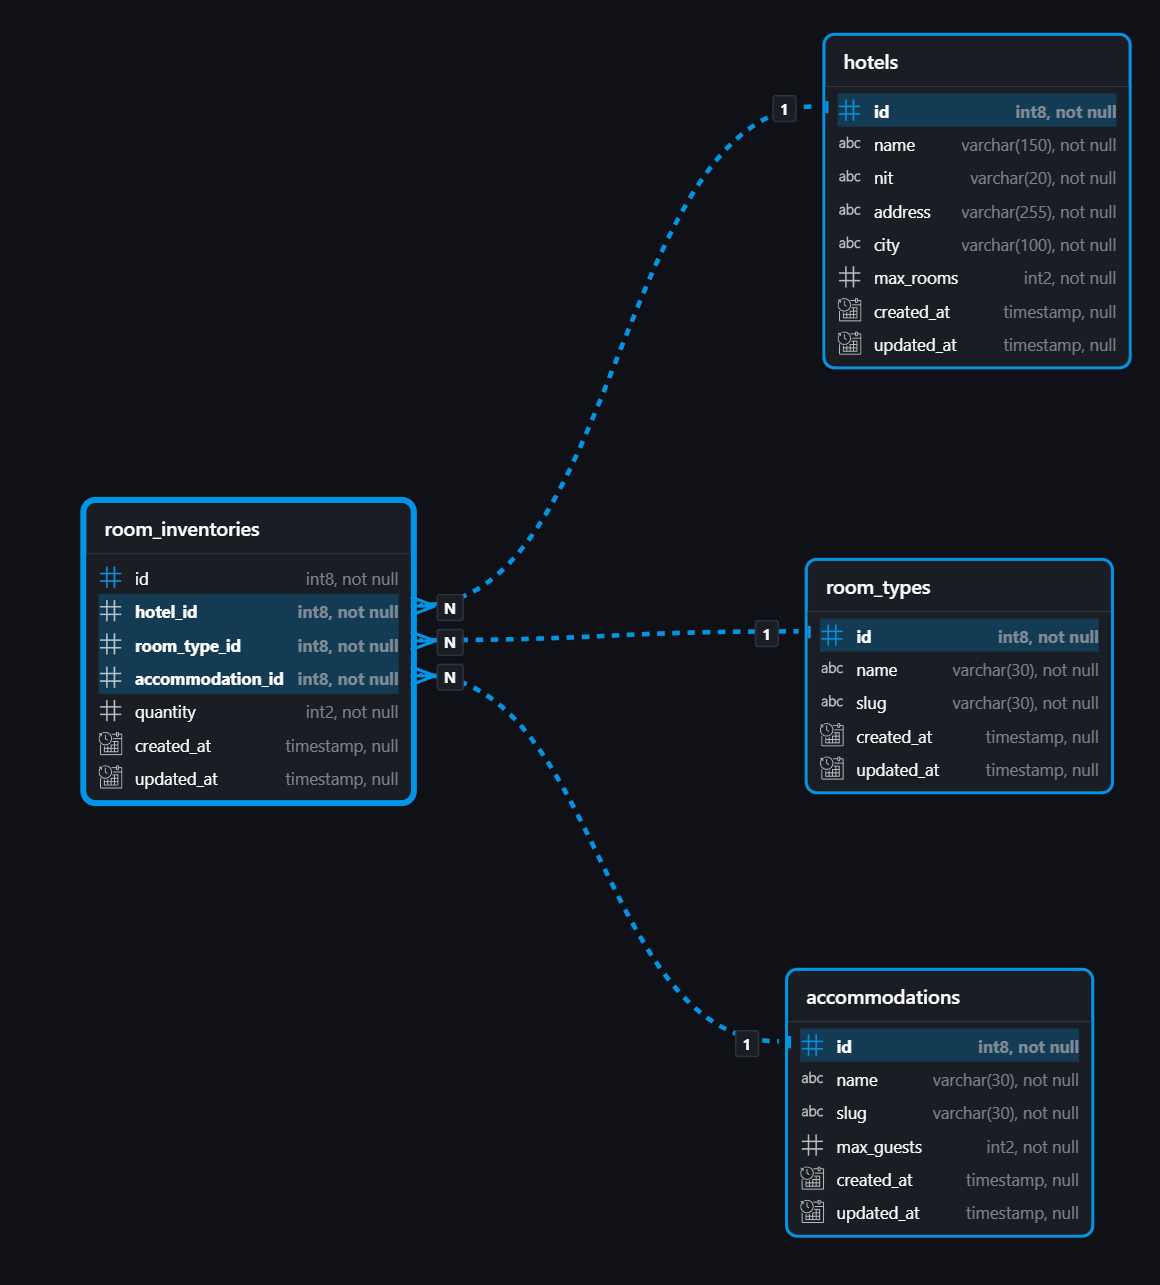 hotels
1
id int8, not null
abc name varchar(150), not null
abc nit varchar(20), not null
abc address varchar(255), not null
abc city varchar(100), not null
max_rooms int2, not null
created_at timestamp, null
updated_at timestamp, null
room_inventories
id int8, not null
hotel_id int8, not null
N
room_type_id int8, not null
N
accommodation_id int8, not null
N
quantity int2, not null
created_at timestamp, null
updated_at timestamp, null
room_types
1
id int8, not null
abc name varchar(30), not null
abc slug varchar(30), not null
created_at timestamp, null
updated_at timestamp, null
accommodations
1
id int8, not null
abc name varchar(30), not null
abc slug varchar(30), not null
max_guests int2, not null
created_at timestamp, null
updated_at timestamp, null